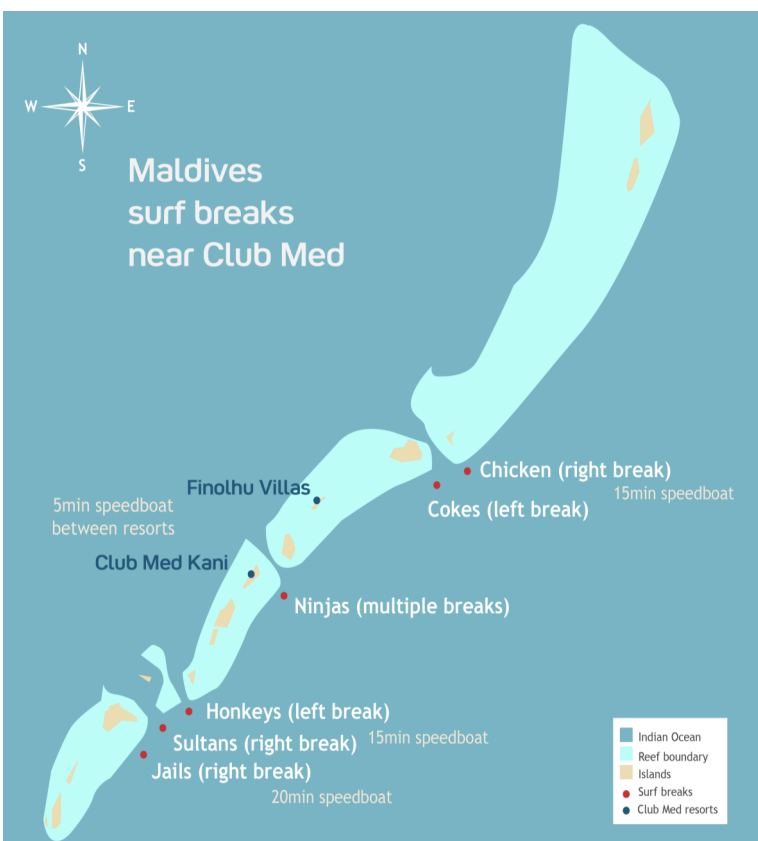 N
W
E
S
Maldives
surf breaks
near Club Med
Chicken (right break)
15min speedboat
Cokes (left break)
Finolhu Villas
5min speedboat
between resorts
Club Med Kani
Ninjas (multiple breaks)
Honkeys (left break)
Sultans (right break)
15min speedboat
Jails (right break)
20min speedboat
Indian Ocean
Reef boundary
Islands
Surf breaks
Club Med resorts